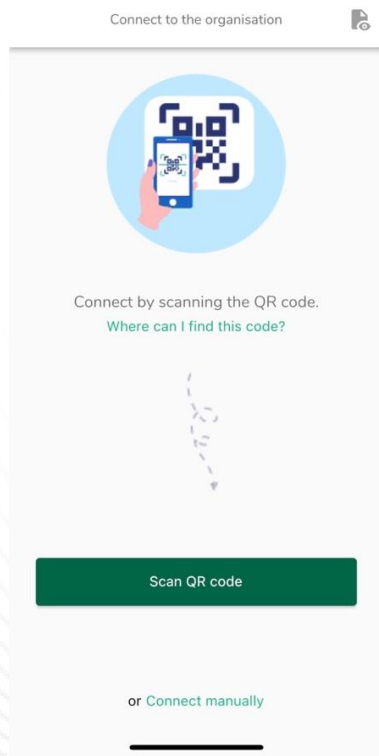 Connect to the organisation
Connect by scanning the QR code.
Where can I find this code?
Scan QR code
or Connect manually